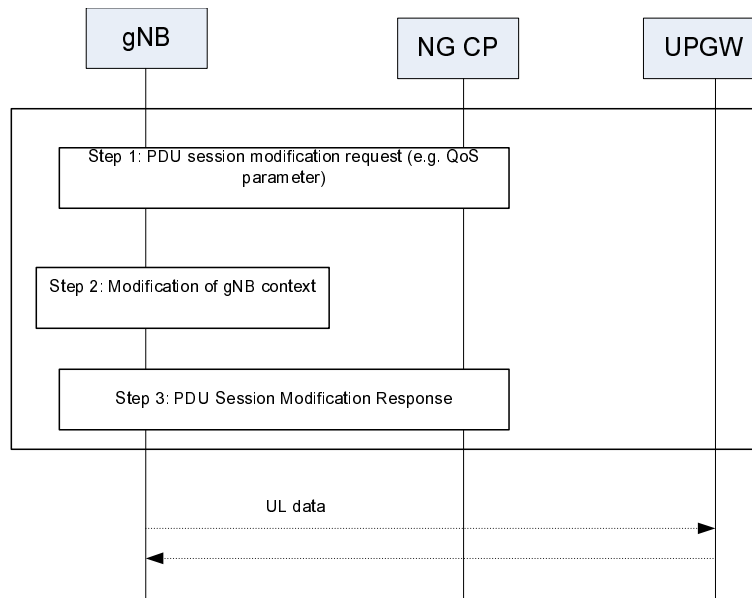 gNB
NG CP
UPGW
Step 1: PDU session modification request (e.g. QoS
parameter)
Step 2: Modification of gNB context
Step 3: PDU Session Modification Response
UL data